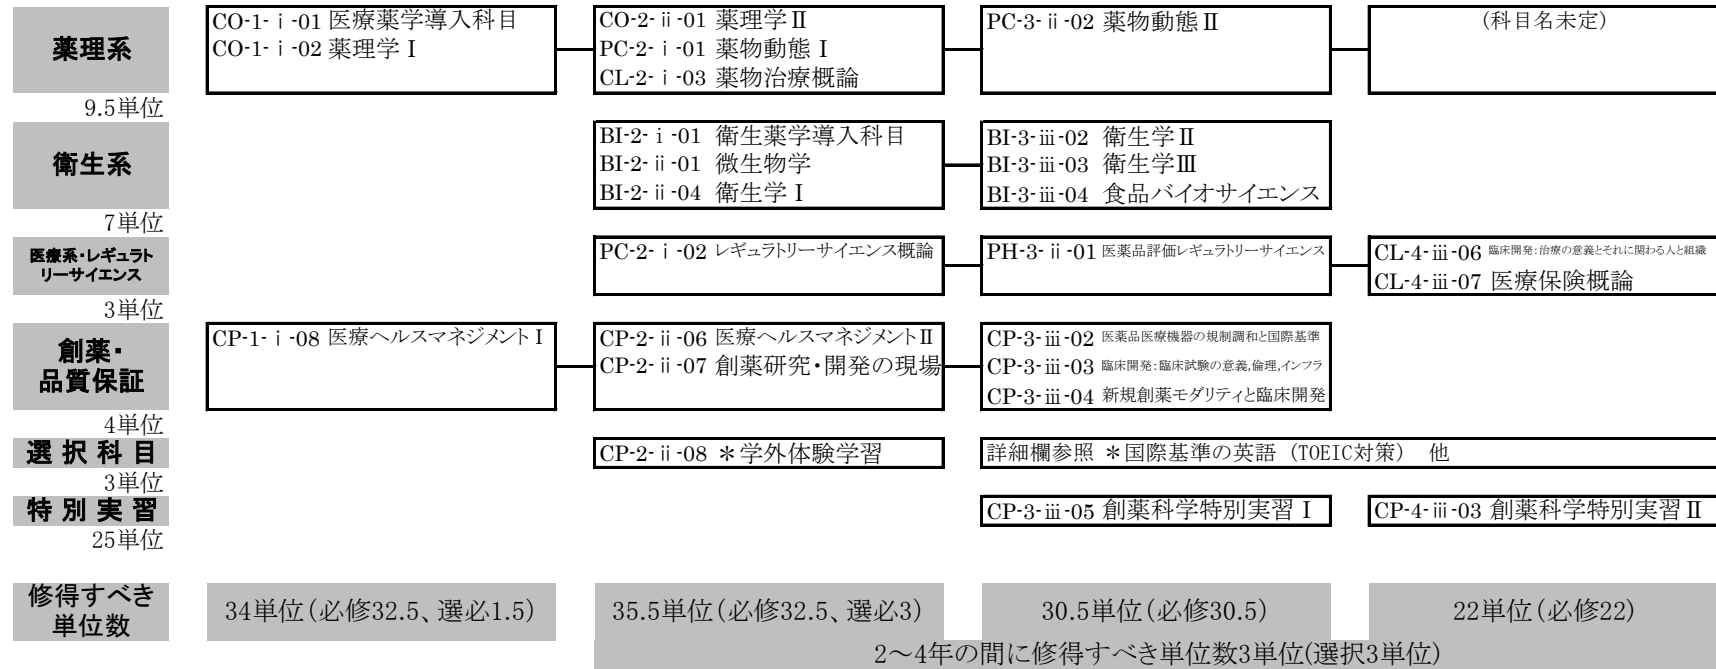 薬理系
9.5単位
CO-1-ⅰ-01 医療薬学導入科目
CO-1-ⅰ-02 薬理学Ⅰ
CO-2-ⅱ-01 薬理学Ⅱ
PC-2-ⅰ-01 薬物動態Ⅰ
CL-2-ⅰ-03 薬物治療概論
PC-3-ⅱ-02 薬物動態Ⅱ
(科目名未定)
衛生系
7単位
BI-2-ⅰ-01 衛生薬学導入科目
BI-2-ⅱ-01 微生物学
BI-2-ⅱ-04 衛生学Ⅰ
BI-3-ⅲ-02 衛生学Ⅱ
BI-3-ⅲ-03 衛生学Ⅲ
BI-3-ⅲ-04 食品バイオサイエンス
医療系・レギュラト
リーサイエンス
3単位
PC-2-ⅰ-02 レギュラトリーサイエンス概論
PH-3-ⅱ-01 医薬品評価レギュラトリーサイエンス
CL-4-ⅲ-06 臨床開発：治療の意義とそれに関わる人と組織
CL-4-ⅲ-07 医療保険概論
創薬・
品質保証
4単位
CP-1-ⅰ-08 医療ヘルスマネジメントⅠ
CP-2-ⅱ-06 医療ヘルスマネジメントⅡ
CP-2-ⅱ-07 創薬研究・開発の現場
CP-3-ⅲ-02 医薬品医療機器の規制調和と国際基準
CP-3-ⅲ-03 臨床開発：臨床試験の意義,倫理,インフラ
CP-3-ⅲ-04 新規創薬モダリティと臨床開発
選択科目
3単位
CP-2-ⅱ-08 ＊学外体験学習
詳細欄参照 ＊国際基準の英語 (TOEIC対策) 他
特別実習
25単位
CP-3-ⅲ-05 創薬科学特別実習Ⅰ
CP-4-ⅲ-03 創薬科学特別実習Ⅱ
修得すべき
単位数
34単位(必修32.5、選必1.5)
35.5単位(必修32.5、選必3)
30.5単位(必修30.5)
22単位(必修22)
2〜4年の間に修得すべき単位数3単位(選択3単位)